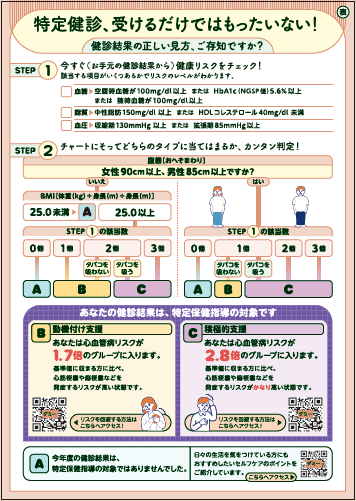 表
特定健診、受けるだけではもったいない！
健診結果の正しい見方、ご存知ですか？
STEP 1 今すぐ（お手元の健診結果から）健康リスクをチェック！
該当する項目がいくつあるかでリスクのレベルがわかります。
血糖 空腹時血糖が100mg/dl以上 または HbA1c（NGSP値）5.6％以上
または 随時血糖が100mg/dl以上
脂質 中性脂肪150mg/dl 以上 または HDLコレステロール40mg/dl 未満
血圧 収縮期130mmHg 以上 または 拡張期85mmHg以上
STEP 2 チャートにそってどちらのタイプに当てはまるか、カンタン判定！
腹囲（おへそまわり）
女性90cm以上、男性85cm以上ですか？
いいえ はい
BMI［体重（kg）÷身長（m）÷身長（m）］
25.0未満 A 25.0以上
STEP 1 の該当数 STEP 1 の該当数
0個 1個 2個 3個 0個 1個 2個 3個
タバコを吸わない タバコを吸う タバコを吸わない タバコを吸う
A B C A B C
あなたの健診結果は、特定保健指導の対象です
B 動機付け支援
あなたは心血管病リスクが
1.7倍のグループに入ります。
基準値に収まる方に比べ、
心筋梗塞や脳梗塞などを
発症するリスクが高い状態です。
リスクを回避する方法は
こちらへアクセス！
C 積極的支援
あなたは心血管病リスクが
2.8倍のグループに入ります。
基準値に収まる方に比べ、
心筋梗塞や脳梗塞などを
発症するリスクがかなり高い状態です。
リスクを回避する方法は
こちらへアクセス！
A 今年度の健診結果は、
特定保健指導の対象ではありませんでした。
日々の生活を気をつけている方にも
おすすめしたいセルフケアのポイントを
ご紹介しています。
こちらへアクセス